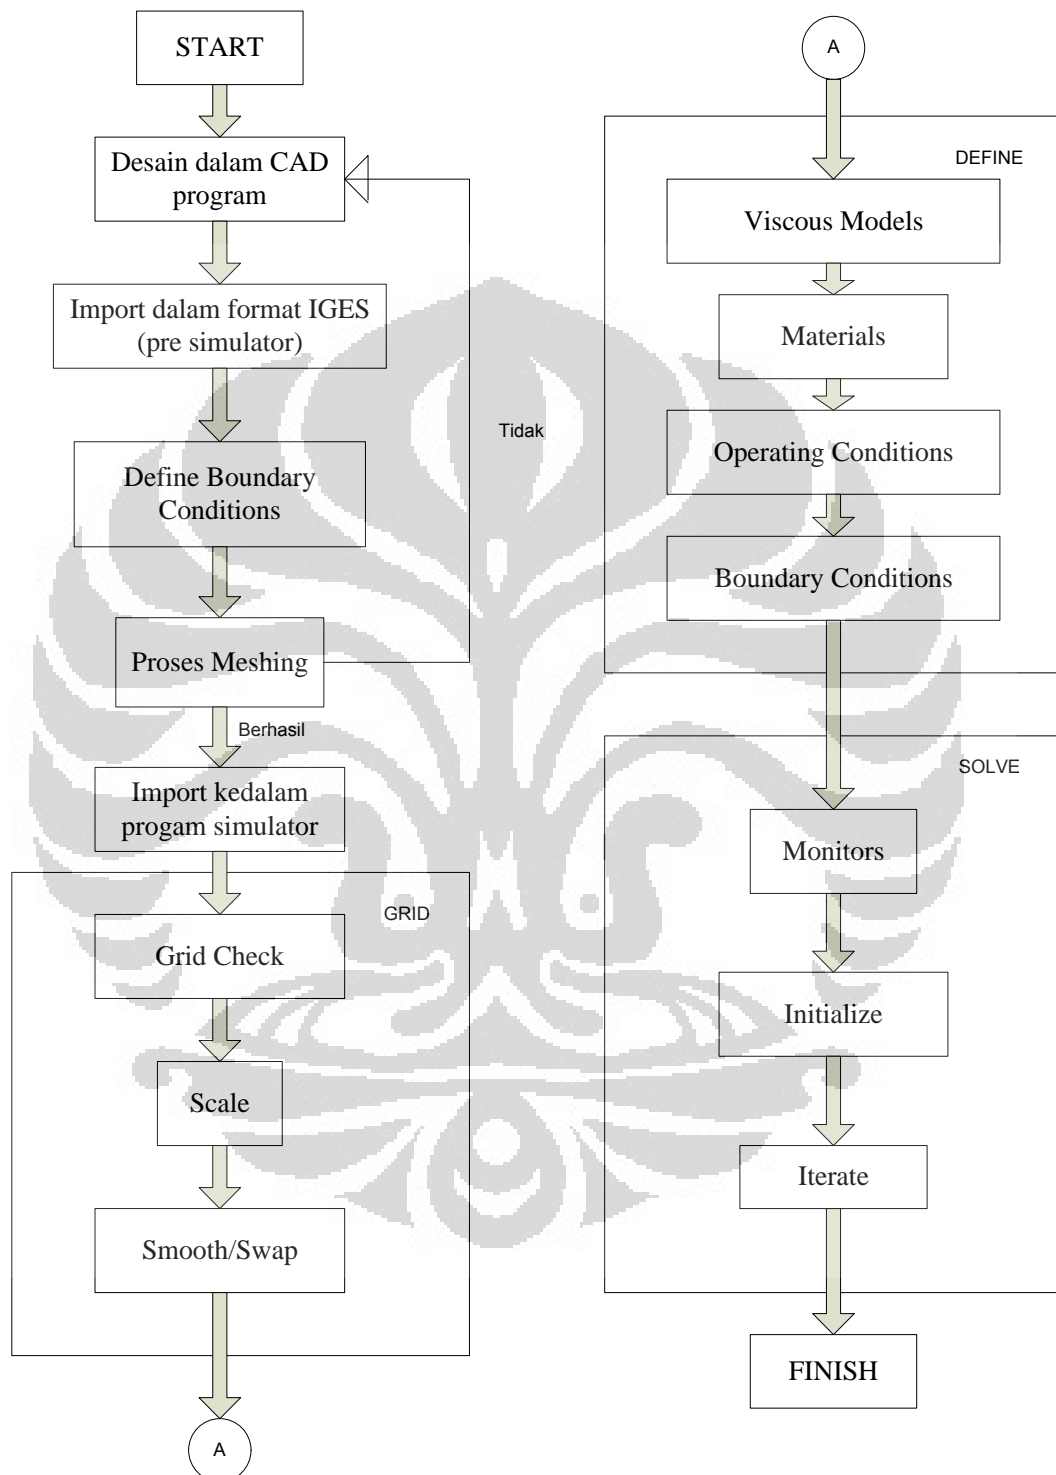 START
Desain dalam CAD
program
Import dalam format IGES
(pre simulator)
Define Boundary
Conditions
Tidak
Proses Meshing
Berhasil
Import kedalam
progam simulator
GRID
Grid Check
Scale
Smooth/Swap
A
A
DEFINE
Viscous Models
Materials
Operating Conditions
Boundary Conditions
SOLVE
Monitors
Initialize
Iterate
FINISH